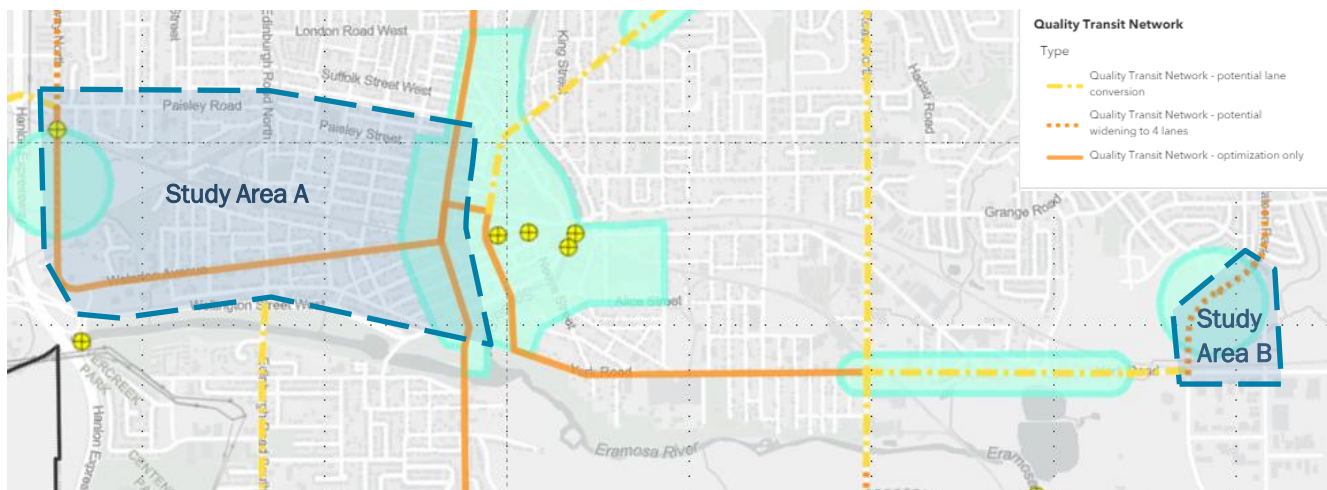 Quality Transit Network
Type
Quality Transit Network - potential lane
conversion
Quality Transit Network - potential
widening to 4 lanes
Quality Transit Network - optimization only
Street
Edinburgh Road North
London Road West
King Street
Suffolk Street West
Paisley Road
Paisley Street
Study Area A
Waterloo Avenue
Wellington Street West
Alice Street
York Road
Grange Road
Study
Area B
Eramosa River
Hanlon Expressway
Edinburgh Road South